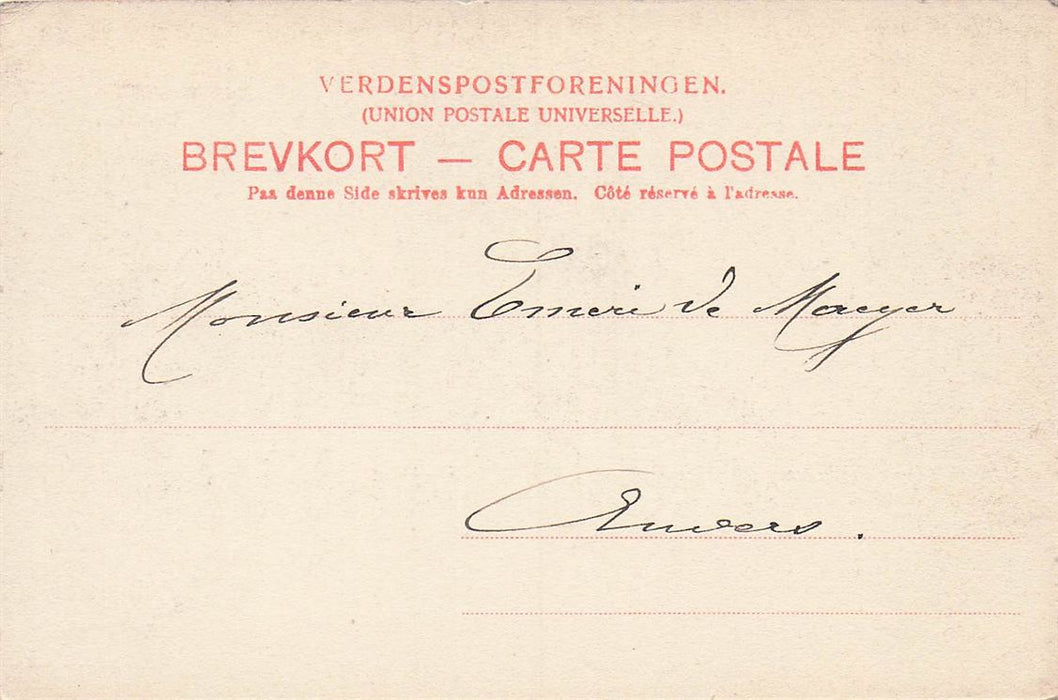 VERDENSPOSTFORENINGEN.
(UNION POSTALE UNIVERSELLE.)
BREVKORT — CARTE POSTALE
Paa denne Side skrives kun Adressen. Côté réservé à l'adresse.
Monsieur Emeri de Maeyer
Anvers.